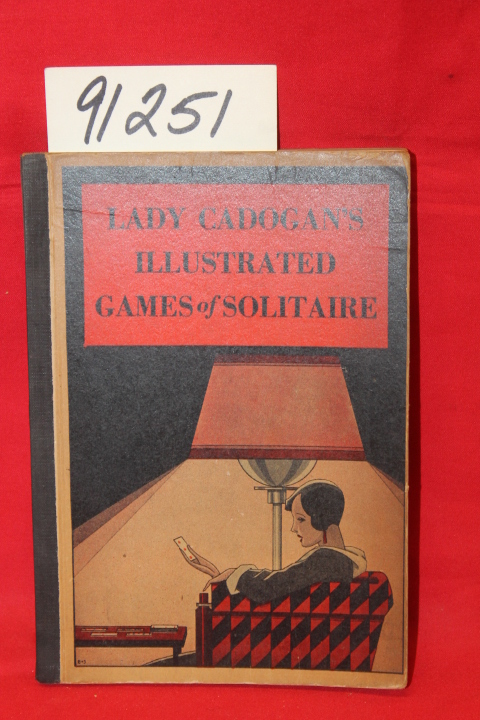 91251
LADY CADOGAN'S
ILLUSTRATED
GAMES of SOLITAIRE